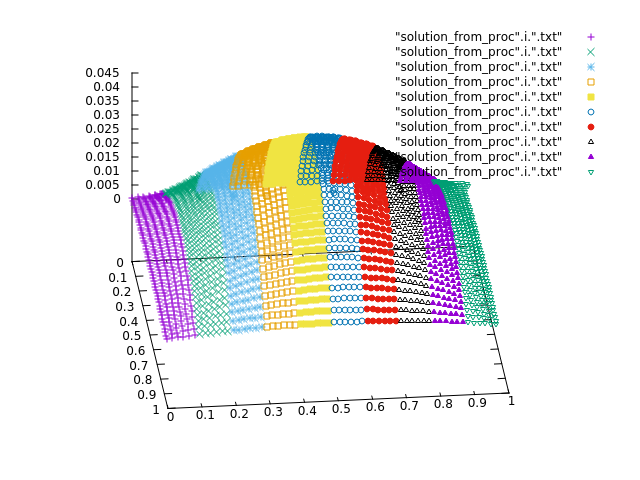 "solution_from_proc".i.".txt"
"solution_from_proc".i.".txt"
"solution_from_proc".i.".txt"
"solution_from_proc".i.".txt"
"solution_from_proc".i.".txt"
"solution_from_proc".i.".txt"
"solution_from_proc".i.".txt"
"solution_from_proc".i.".txt"
"solution_from_proc".i.".txt"
"solution_from_proc".i.".txt"
0.045
0.04
0.035
0.03
0.025
0.02
0.015
0.01
0.005
0
0
0.1
0.2
0.3
0.4
0.5
0.6
0.7
0.8
0.9
1
0 0.1 0.2 0.3 0.4 0.5 0.6 0.7 0.8 0.9 1